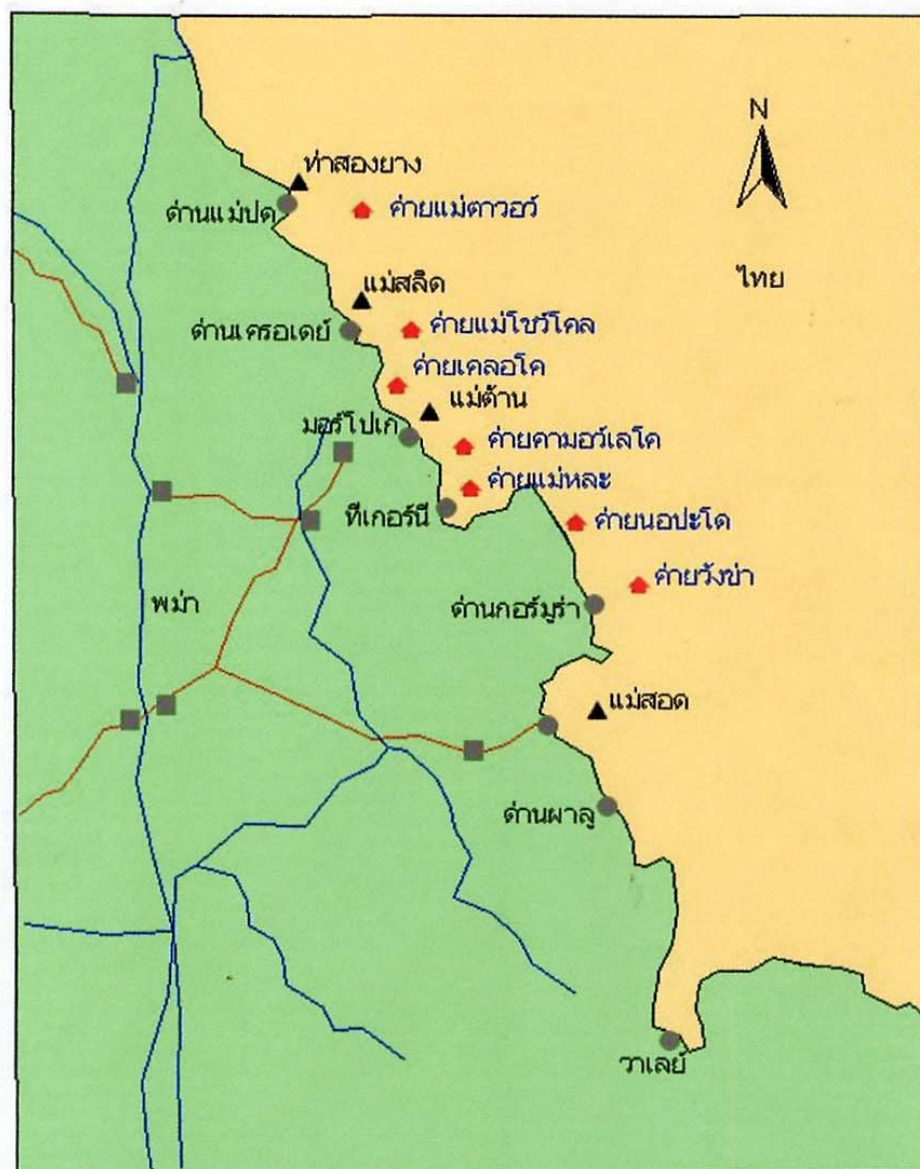 N
ท่าสองยาง
ด่านแม่ปด
ค่ายแม่ตาวอว์
ไทย
แม่สลิด
ด่านเครอเดย์
ค่ายแม่โขว์โคล
ค่ายเคลอโค
แม่ต้าน
มอร์โปเก
ค่ายคามอว์เลโค
ค่ายแม่หละ
ทีเกอร์นี
ค่ายนอปะโด
ค่ายวังข่า
พม่า
ด่านกอร์มูร่า
แม่สอด
ด่านผาลู
วาเลย์